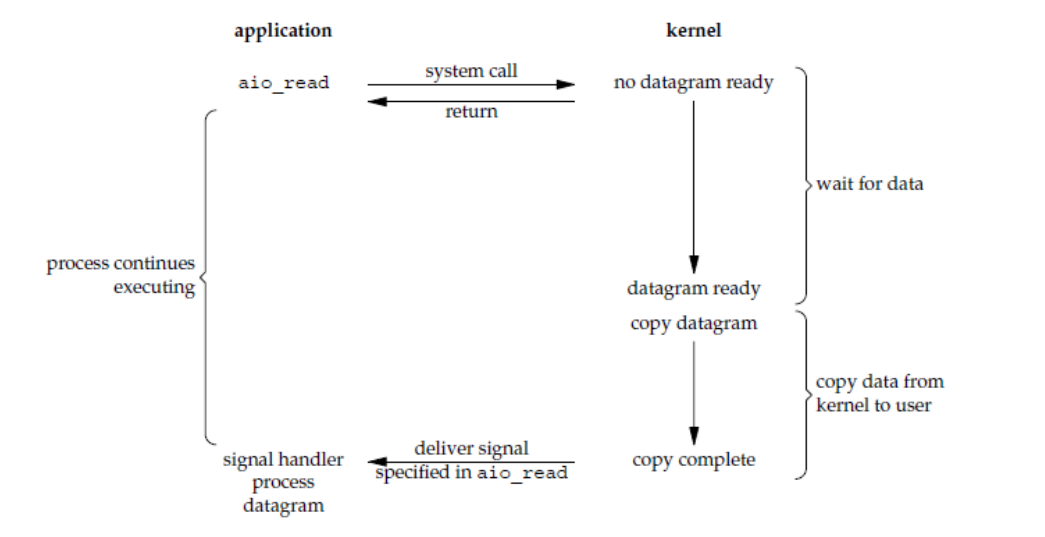 application kernel
aio_read system call no datagram ready
return
wait for data
process continues
executing
datagram ready
copy datagram
copy data from
kernel to user
deliver signal
specified in aio_read
signal handler
process
datagram
copy complete